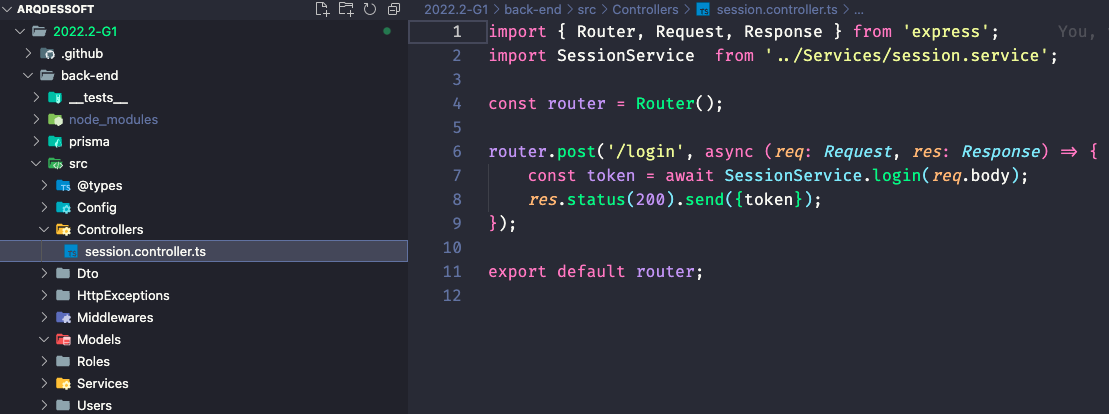 ARQDESSOFT
2022.2-G1
.github
back-end
__tests__
node_modules
prisma
src
@types
Config
Controllers
session.controller.ts
Dto
HttpExceptions
Middlewares
Models
Roles
Services
Users
2022.2-G1 > back-end > src > Controllers > TS session.controller.ts > ...
1 import { Router, Request, Response } from 'express'; You,
2 import SessionService  from '../Services/session.service';
3
4 const router = Router();
5
6 router.post('/login', async (req: Request, res: Response) => {
7     const token = await SessionService.login(req.body);
8     res.status(200).send({token});
9 });
10
11 export default router;
12